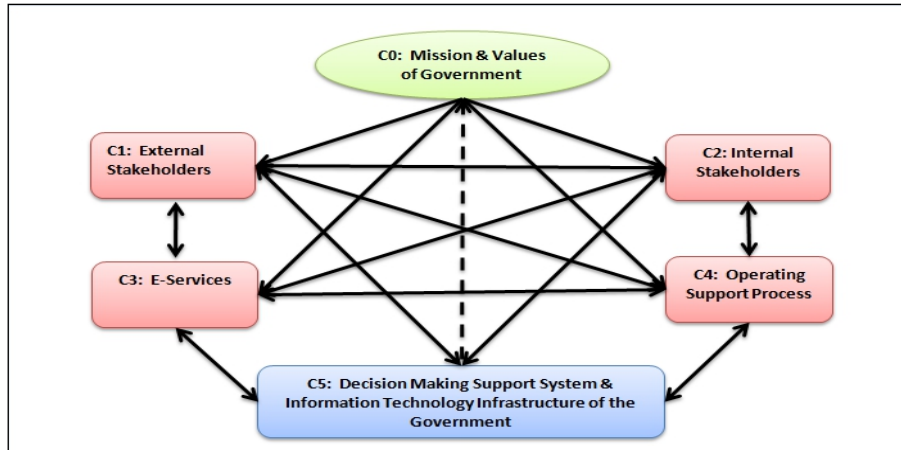 C0: Mission & Values
of Government
C1: External
Stakeholders
C2: Internal
Stakeholders
C3: E-Services
C4: Operating
Support Process
C5: Decision Making Support System &
Information Technology Infrastructure of the
Government